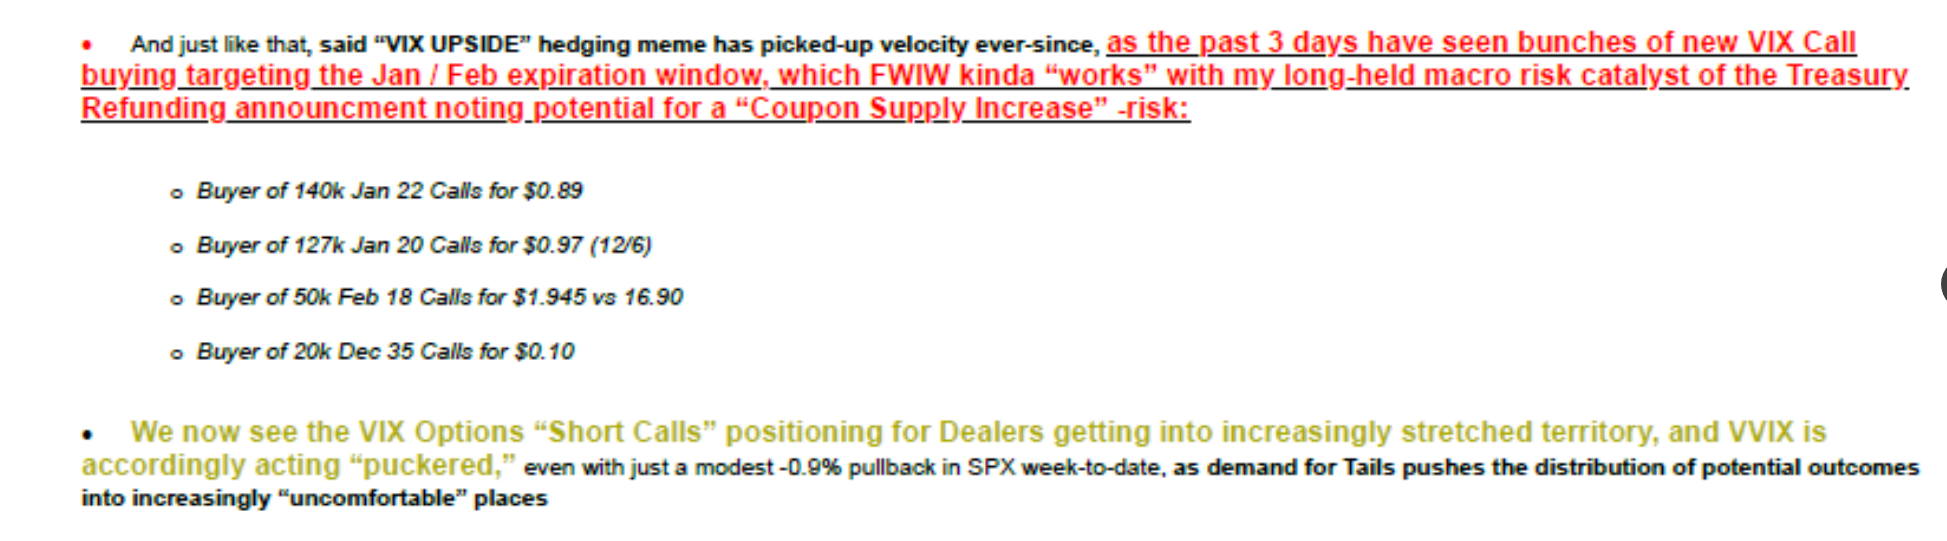 • And just like that, said “VIX UPSIDE” hedging meme has picked-up velocity ever-since, as the past 3 days have seen bunches of new VIX Call
buying targeting the Jan / Feb expiration window, which FWIW kinda “works” with my long-held macro risk catalyst of the Treasury
Refunding announcment noting potential for a “Coupon Supply Increase” -risk:
o Buyer of 140k Jan 22 Calls for $0.89
o Buyer of 127k Jan 20 Calls for $0.97 (12/6)
o Buyer of 50k Feb 18 Calls for $1.945 vs 16.90
o Buyer of 20k Dec 35 Calls for $0.10
• We now see the VIX Options “Short Calls” positioning for Dealers getting into increasingly stretched territory, and VVIX is
accordingly acting “puckered,” even with just a modest -0.9% pullback in SPX week-to-date, as demand for Tails pushes the distribution of potential outcomes
into increasingly “uncomfortable” places